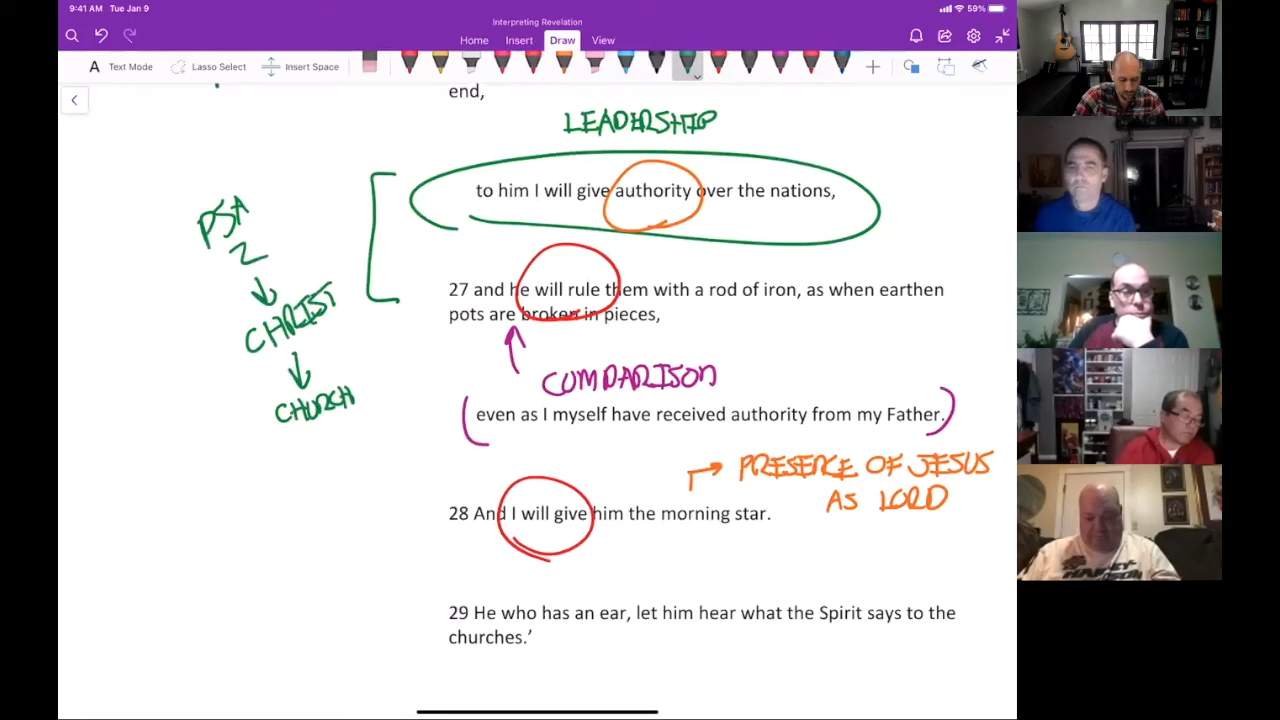 9:41 AM Tue Jan 9
59%
Interpreting Revelation
Home Insert Draw View
A Text Mode Lasso Select Insert Space
end,
LEADERSHIP
to him I will give authority over the nations,
PSA
2
CHRIST
CHURCH
27 and he will rule them with a rod of iron, as when earthen
pots are broken in pieces,
COMPARISON
even as I myself have received authority from my Father.
PRESENCE OF JESUS
AS LORD
28 And I will give him the morning star.
29 He who has an ear, let him hear what the Spirit says to the
churches.’